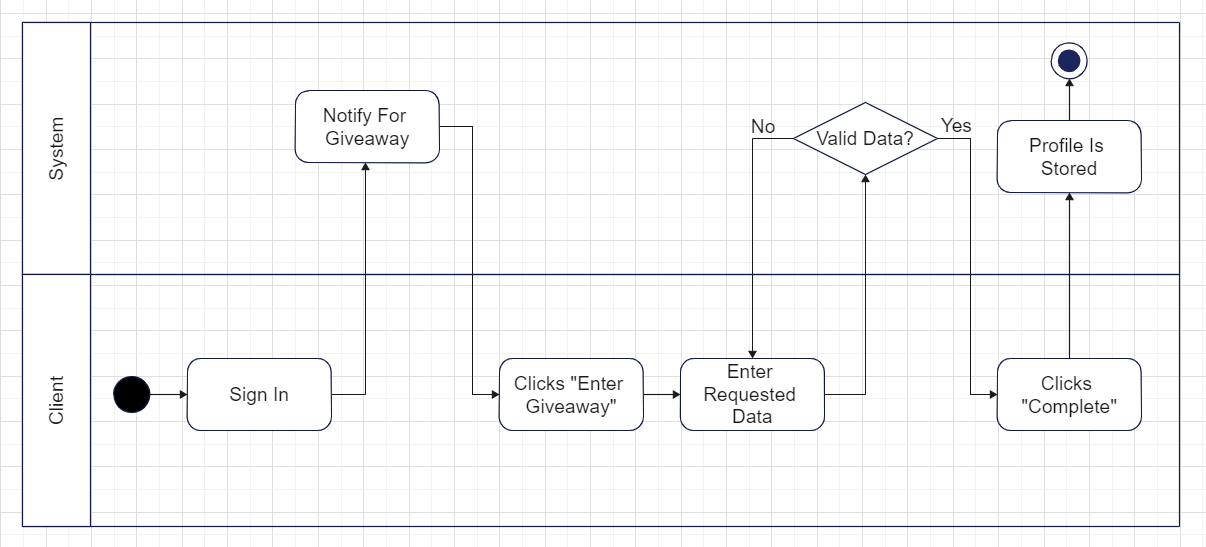 System
Notify For
Giveaway
No
Valid Data?
Yes
Profile Is
Stored
Client
Sign In
Clicks "Enter
Giveaway"
Enter
Requested
Data
Clicks
"Complete"